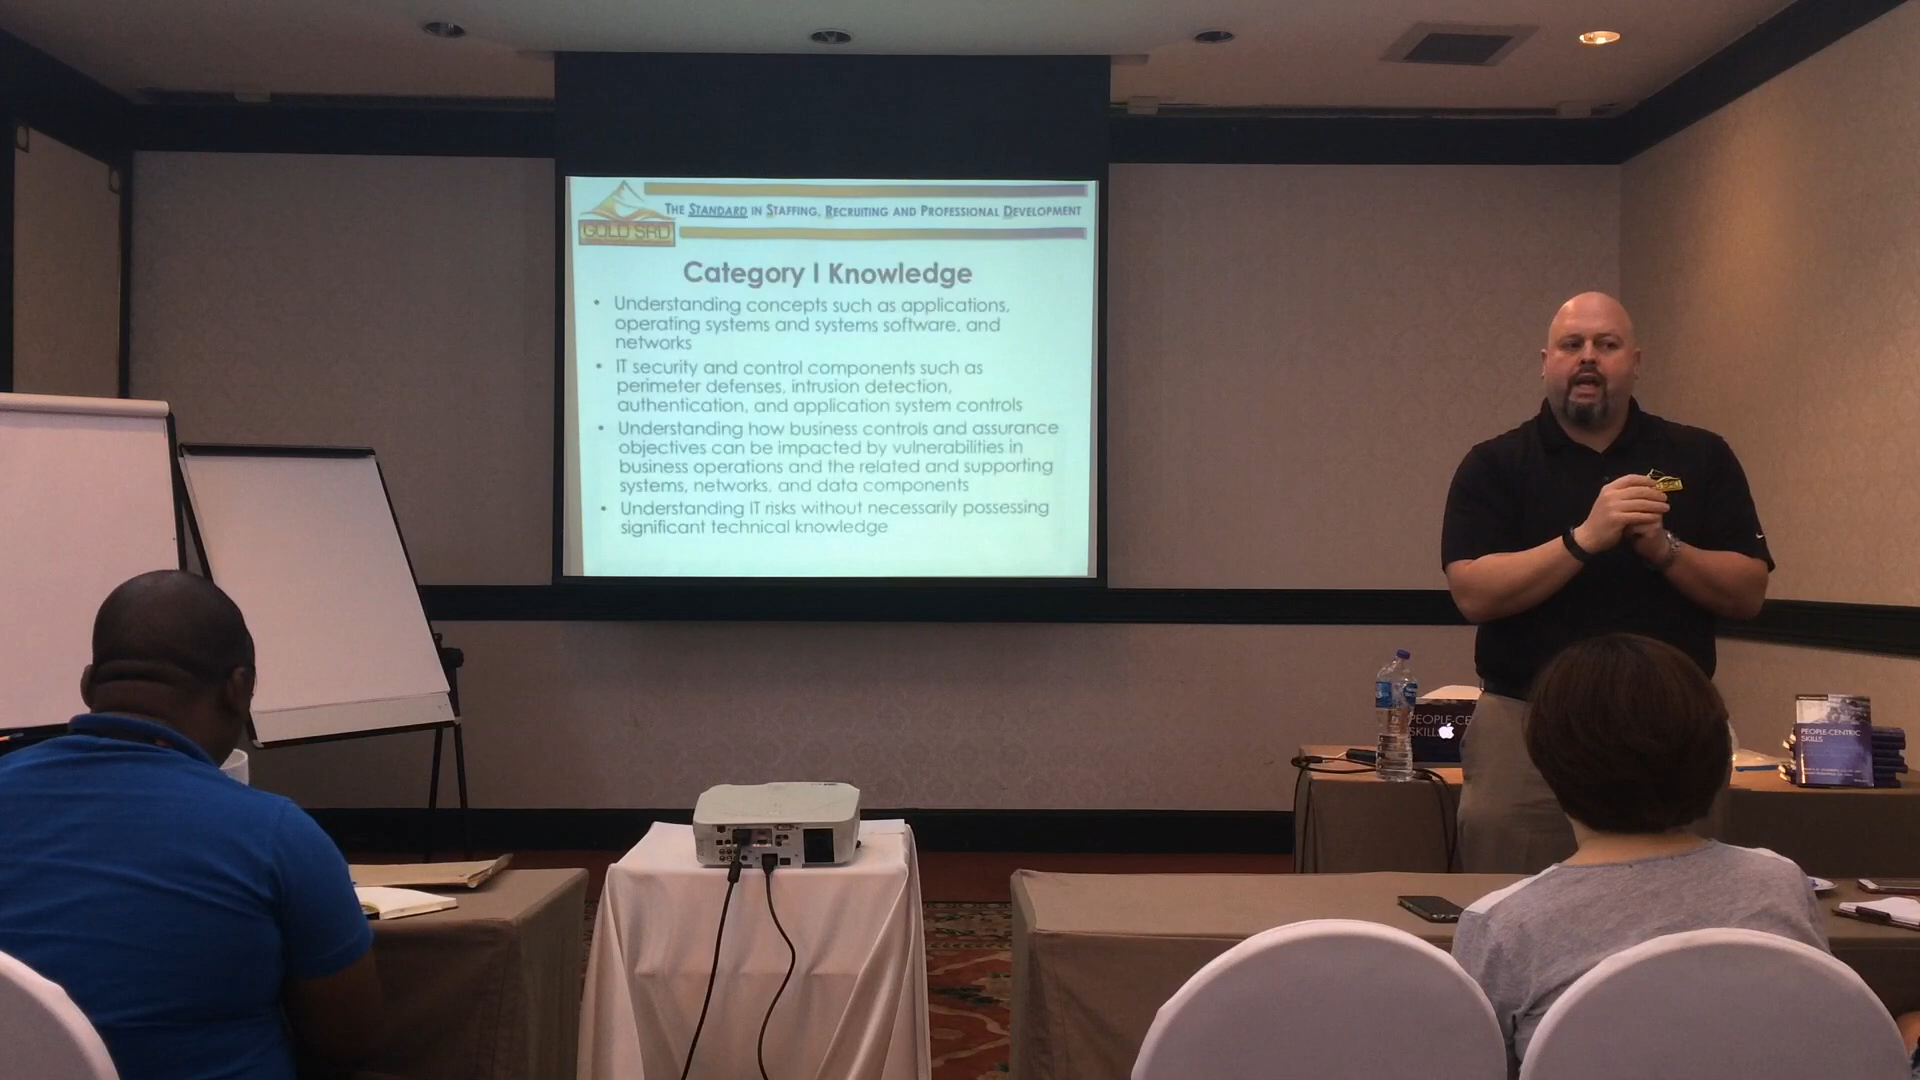 THE STANDARD IN STAFFING, RECRUITING AND PROFESSIONAL DEVELOPMENT
GOLD SRD
Category I Knowledge
• Understanding concepts such as applications,
operating systems and systems software, and
networks
• IT security and control components such as
perimeter defenses, intrusion detection,
authentication, and application system controls
• Understanding how business controls and assurance
objectives can be impacted by vulnerabilities in
business operations and the related and supporting
systems, networks, and data components
• Understanding IT risks without necessarily possessing
significant technical knowledge
PEOPLE-CE
SKILL
PEOPLE-CENTRIC
SKILLS